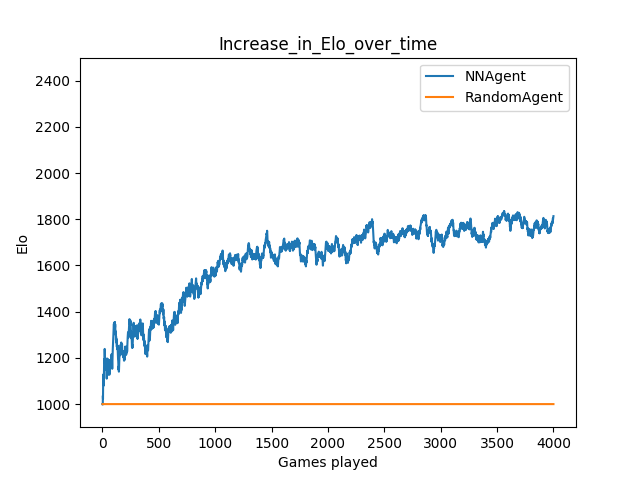 Increase_in_Elo_over_time
NNAgent
RandomAgent
Elo
2400
2200
2000
1800
1600
1400
1200
1000
0 500 1000 1500 2000 2500 3000 3500 4000
Games played